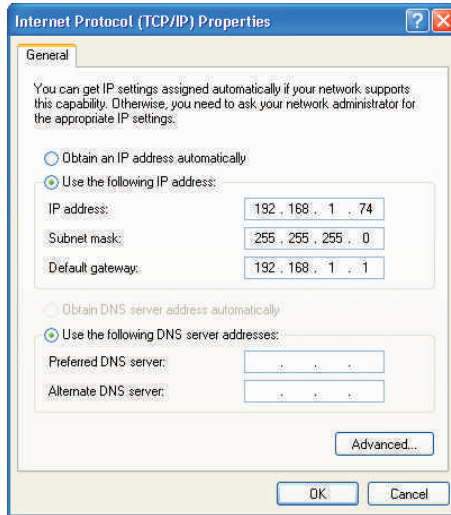 Internet Protocol (TCP/IP) Properties
General
You can get IP settings assigned automatically if your network supports
this capability. Otherwise, you need to ask your network administrator for
the appropriate IP settings.
Obtain an IP address automatically
Use the following IP address:
IP address: 192 . 168 . 1 . 74
Subnet mask: 255 . 255 . 255 . 0
Default gateway: 192 . 168 . 1 . 1
Obtain DNS server address automatically
Use the following DNS server addresses:
Preferred DNS server: . . .
Alternate DNS server: . . .
Advanced...
OK Cancel